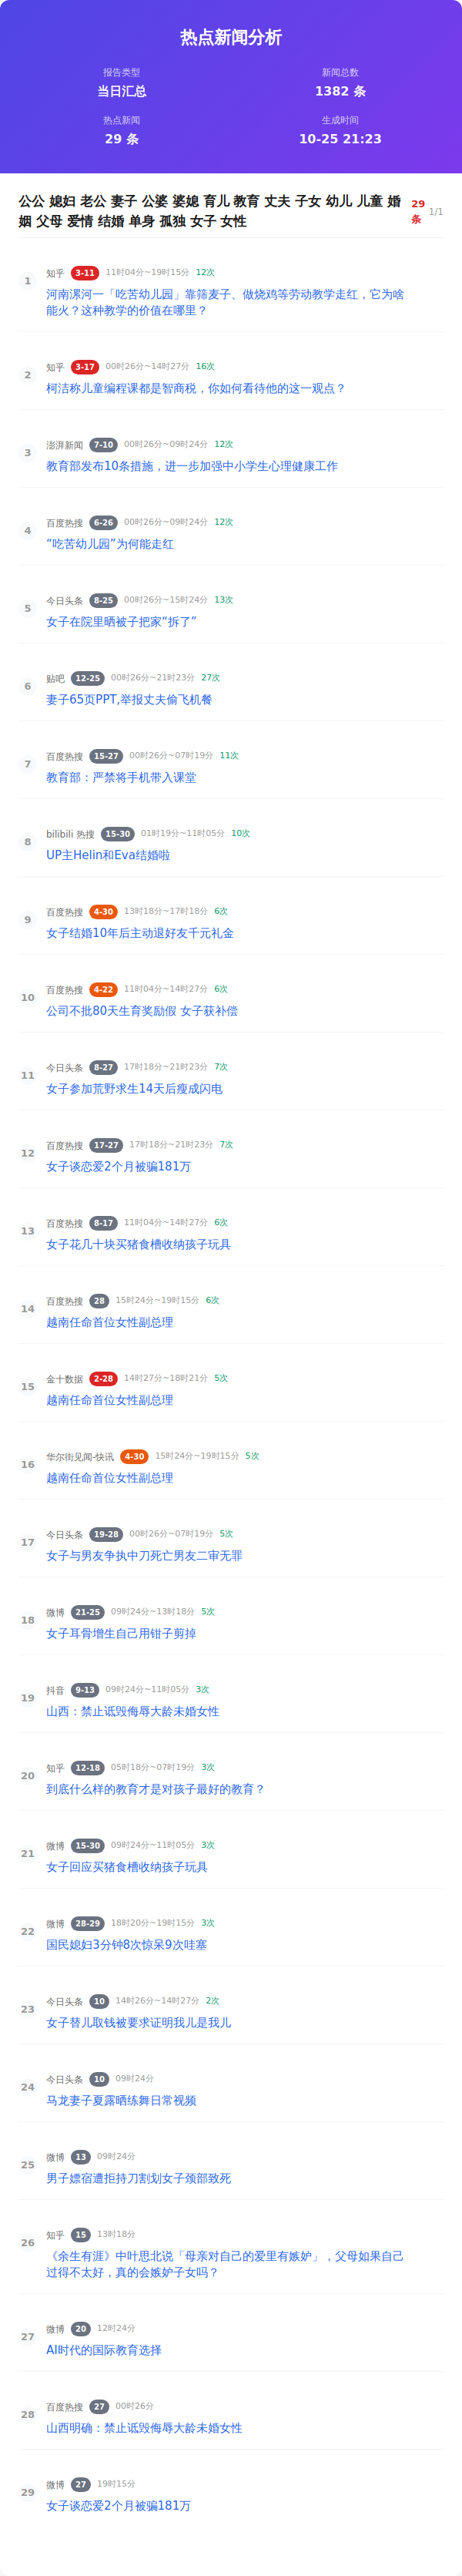 热点新闻分析
报告类型
当日汇总
新闻总数
1382 条
热点新闻
29 条
生成时间
10-25 21:23
公公 媳妇 老公 妻子 公婆 婆媳 育儿 教育 丈夫 子女 幼儿 儿童 婚
姻 父母 爱情 结婚 单身 孤独 女子 女性
29
条
1/1
1
知乎 3-11 11时04分~19时15分 12次
河南漯河一「吃苦幼儿园」靠筛麦子、做烧鸡等劳动教学走红，它为啥
能火？这种教学的价值在哪里？
2
知乎 3-17 00时26分~14时27分 16次
柯洁称儿童编程课都是智商税，你如何看待他的这一观点？
3
澎湃新闻 7-10 00时26分~09时24分 12次
教育部发布10条措施，进一步加强中小学生心理健康工作
4
百度热搜 6-26 00时26分~09时24分 12次
“吃苦幼儿园”为何能走红
5
今日头条 8-25 00时26分~15时24分 13次
女子在院里晒被子把家“拆了”
6
贴吧 12-25 00时26分~21时23分 27次
妻子65页PPT,举报丈夫偷飞机餐
7
百度热搜 15-27 00时26分~07时19分 11次
教育部：严禁将手机带入课堂
8
bilibili 热搜 15-30 01时19分~11时05分 10次
UP主Helin和Eva结婚啦
9
百度热搜 4-30 13时18分~17时18分 6次
女子结婚10年后主动退好友千元礼金
10
百度热搜 4-22 11时04分~14时27分 6次
公司不批80天生育奖励假 女子获补偿
11
今日头条 8-27 17时18分~21时23分 7次
女子参加荒野求生14天后瘦成闪电
12
百度热搜 17-27 17时18分~21时23分 7次
女子谈恋爱2个月被骗181万
13
百度热搜 8-17 11时04分~14时27分 6次
女子花几十块买猪食槽收纳孩子玩具
14
百度热搜 28 15时24分~19时15分 6次
越南任命首位女性副总理
15
金十数据 2-28 14时27分~18时21分 5次
越南任命首位女性副总理
16
华尔街见闻-快讯 4-30 15时24分~19时15分 5次
越南任命首位女性副总理
17
今日头条 19-28 00时26分~07时19分 5次
女子与男友争执中刀死亡男友二审无罪
18
微博 21-25 09时24分~13时18分 5次
女子耳骨增生自己用钳子剪掉
19
抖音 9-13 09时24分~11时05分 3次
山西：禁止诋毁侮辱大龄未婚女性
20
知乎 12-18 05时18分~07时19分 3次
到底什么样的教育才是对孩子最好的教育？
21
微博 15-30 09时24分~11时05分 3次
女子回应买猪食槽收纳孩子玩具
22
微博 28-29 18时20分~19时15分 3次
国民媳妇3分钟8次惊呆9次哇塞
23
今日头条 10 14时26分~14时27分 2次
女子替儿取钱被要求证明我儿是我儿
24
今日头条 10 09时24分
马龙妻子夏露晒练舞日常视频
25
微博 13 09时24分
男子嫖宿遭拒持刀割划女子颈部致死
26
知乎 15 13时18分
《余生有涯》中叶思北说「母亲对自己的爱里有嫉妒」，父母如果自己
过得不太好，真的会嫉妒子女吗？
27
微博 20 12时24分
AI时代的国际教育选择
28
百度热搜 27 00时26分
山西明确：禁止诋毁侮辱大龄未婚女性
29
微博 27 19时15分
女子谈恋爱2个月被骗181万